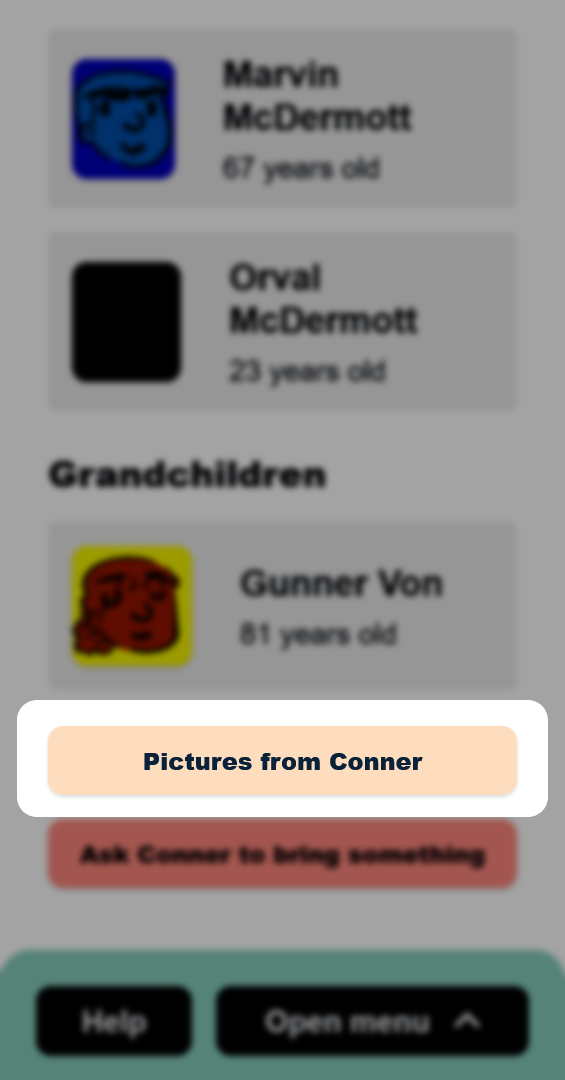 Marvin
McDermott
67 years old
Orval
McDermott
23 years old
Grandchildren
Gunner Von
81 years old
Pictures from Conner
Ask Conner to bring something
Help
Open menu